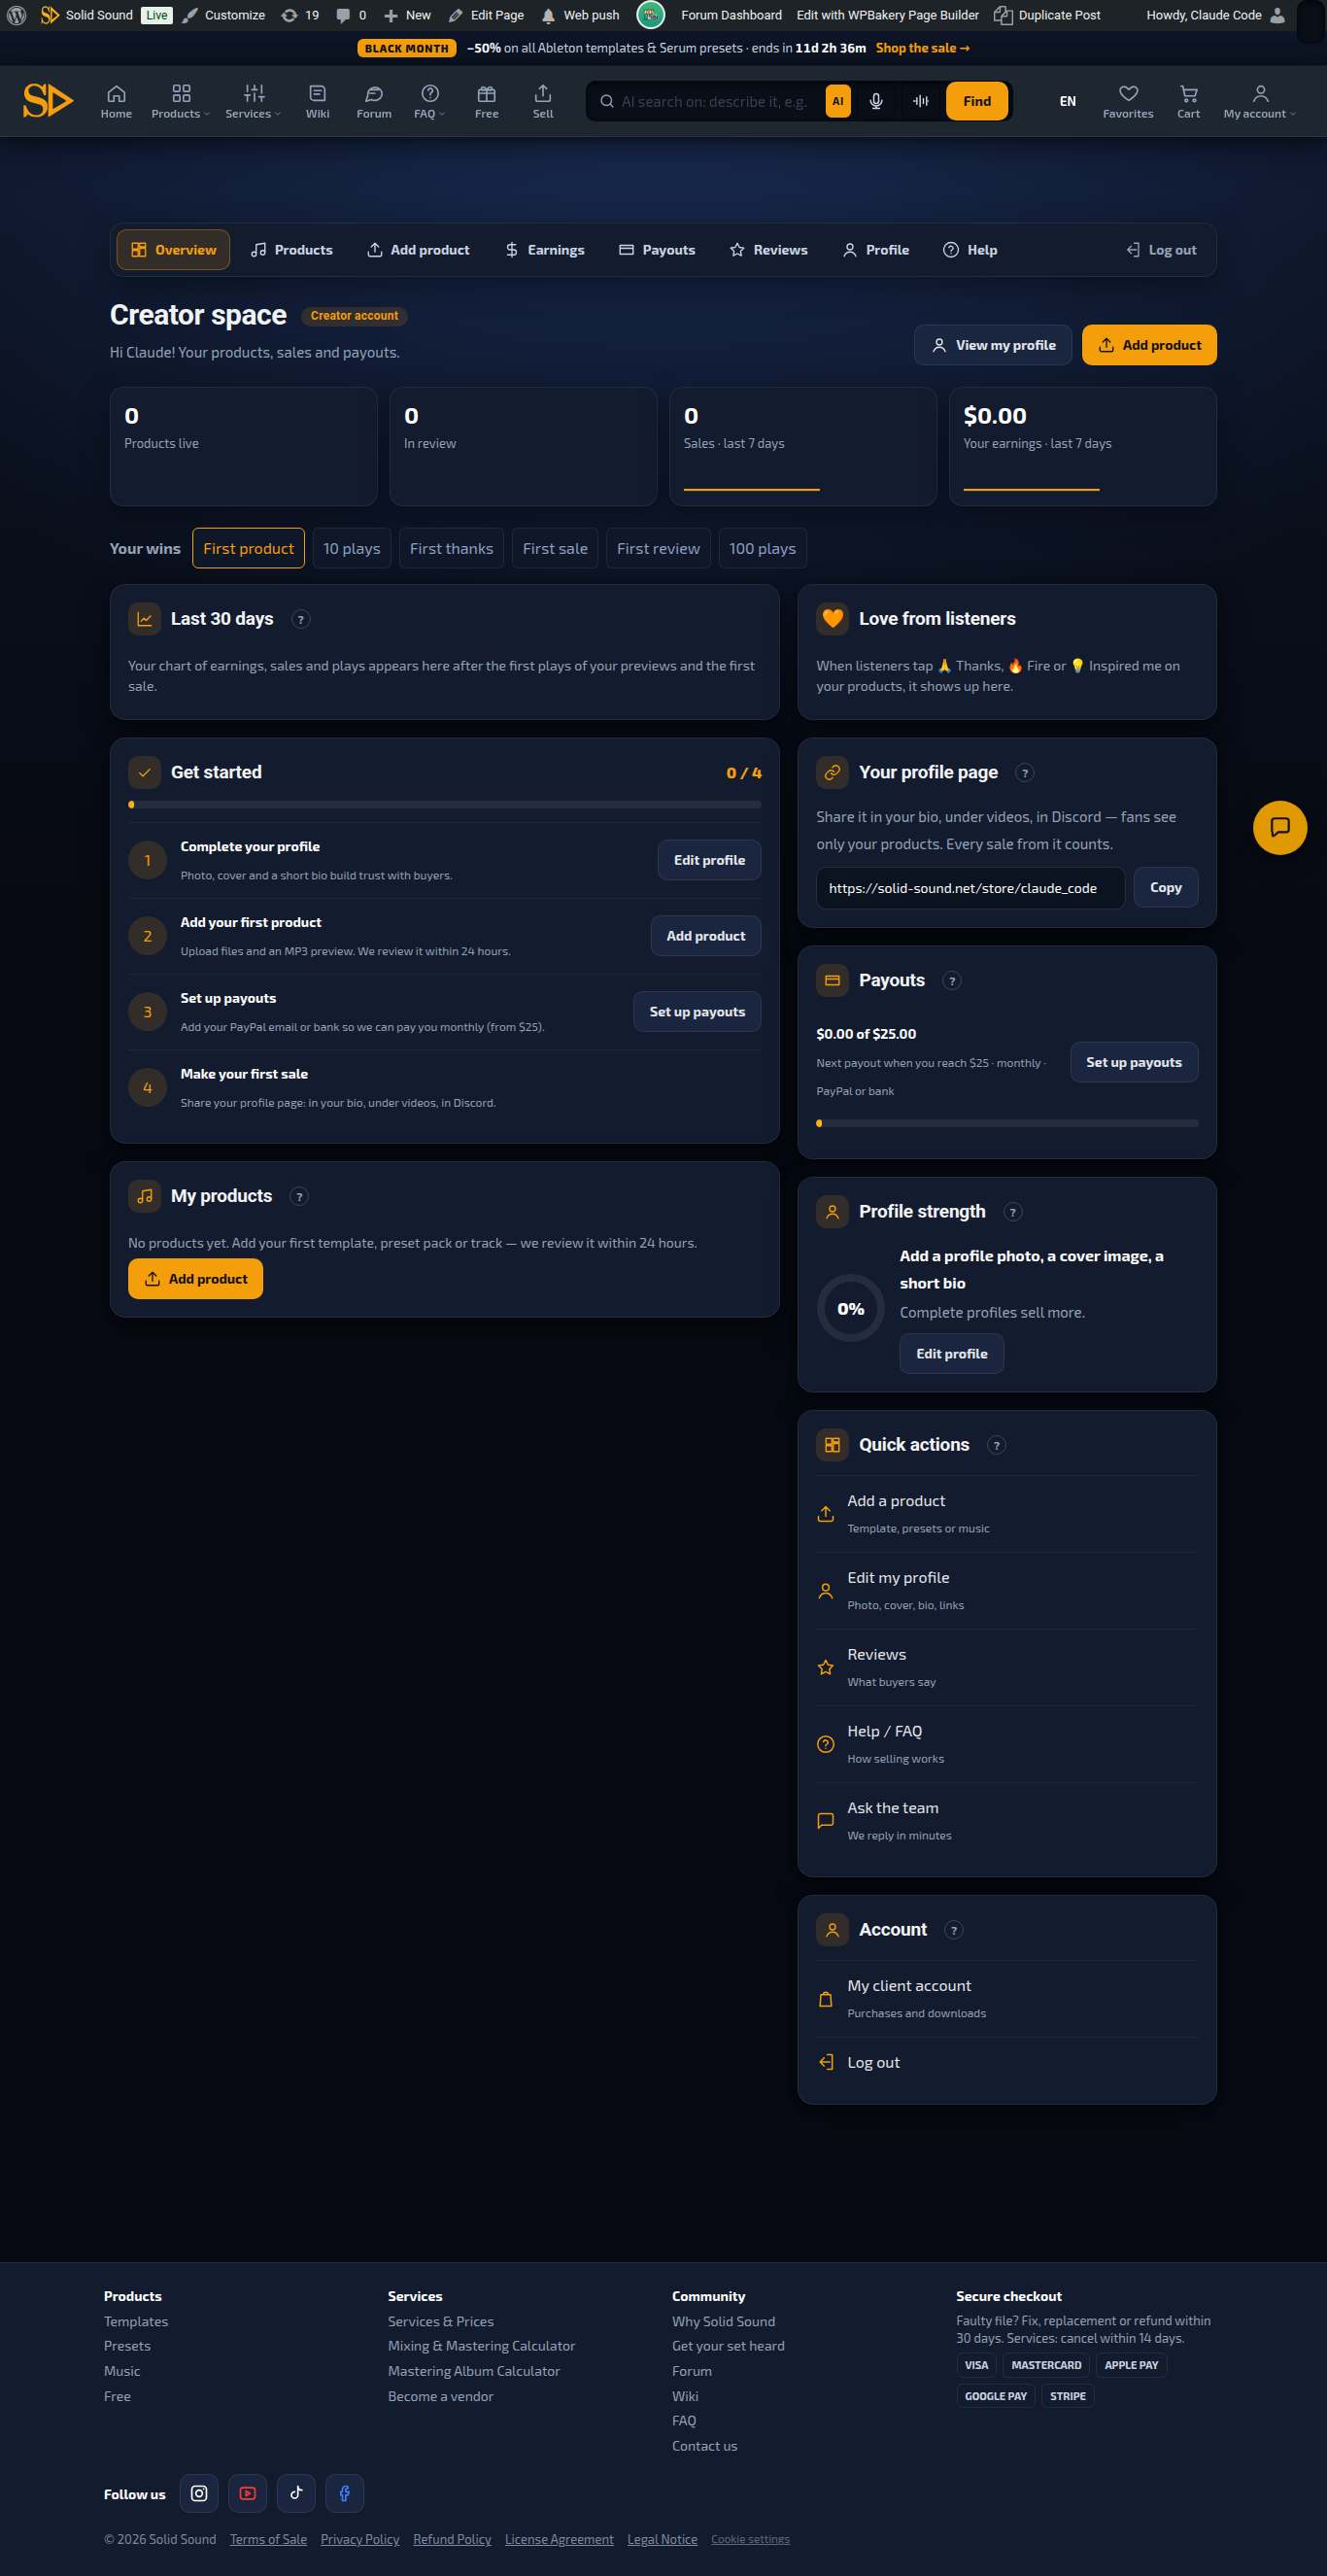 Solid Sound Live Customize 19 0 New Edit Page Web push Forum Dashboard Edit with WPBakery Page Builder Duplicate Post Howdy, Claude Code
BLACK MONTH −50% on all Ableton templates & Serum presets · ends in 11d 2h 36m Shop the sale →
Home Products Services Wiki Forum FAQ Free Sell
AI search on: describe it, e.g. AI Find
EN Favorites Cart My account
Overview Products Add product Earnings Payouts Reviews Profile Help Log out
Creator space Creator account
Hi Claude! Your products, sales and payouts.
View my profile Add product
0
Products live
0
In review
0
Sales · last 7 days
$0.00
Your earnings · last 7 days
Your wins First product 10 plays First thanks First sale First review 100 plays
Last 30 days ?
Your chart of earnings, sales and plays appears here after the first plays of your previews and the first
sale.
Love from listeners
When listeners tap 🙏 Thanks, 🔥 Fire or 💡 Inspired me on
your products, it shows up here.
Get started 0 / 4
1 Complete your profile
Photo, cover and a short bio build trust with buyers.
Edit profile
2 Add your first product
Upload files and an MP3 preview. We review it within 24 hours.
Add product
3 Set up payouts
Add your PayPal email or bank so we can pay you monthly (from $25).
Set up payouts
4 Make your first sale
Share your profile page: in your bio, under videos, in Discord.
My products ?
No products yet. Add your first template, preset pack or track — we review it within 24 hours.
Add product
Your profile page ?
Share it in your bio, under videos, in Discord — fans see
only your products. Every sale from it counts.
https://solid-sound.net/store/claude_code Copy
Payouts ?
$0.00 of $25.00
Next payout when you reach $25 · monthly ·
PayPal or bank
Set up payouts
Profile strength ?
0%
Add a profile photo, a cover image, a
short bio
Complete profiles sell more.
Edit profile
Quick actions ?
Add a product
Template, presets or music
Edit my profile
Photo, cover, bio, links
Reviews
What buyers say
Help / FAQ
How selling works
Ask the team
We reply in minutes
Account ?
My client account
Purchases and downloads
Log out
Products
Templates
Presets
Music
Free
Services
Services & Prices
Mixing & Mastering Calculator
Mastering Album Calculator
Become a vendor
Community
Why Solid Sound
Get your set heard
Forum
Wiki
FAQ
Contact us
Secure checkout
Faulty file? Fix, replacement or refund within
30 days. Services: cancel within 14 days.
VISA MASTERCARD APPLE PAY
GOOGLE PAY STRIPE
Follow us
© 2026 Solid Sound Terms of Sale Privacy Policy Refund Policy License Agreement Legal Notice Cookie settings